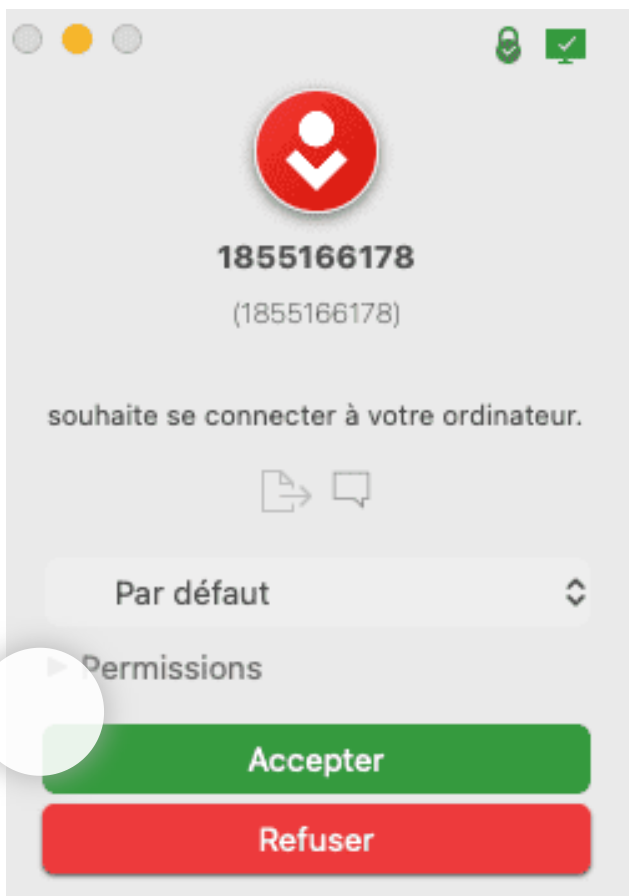 1855166178
(1855166178)
souhaite se connecter à votre ordinateur.
Par défaut
Permissions
Accepter
Refuser